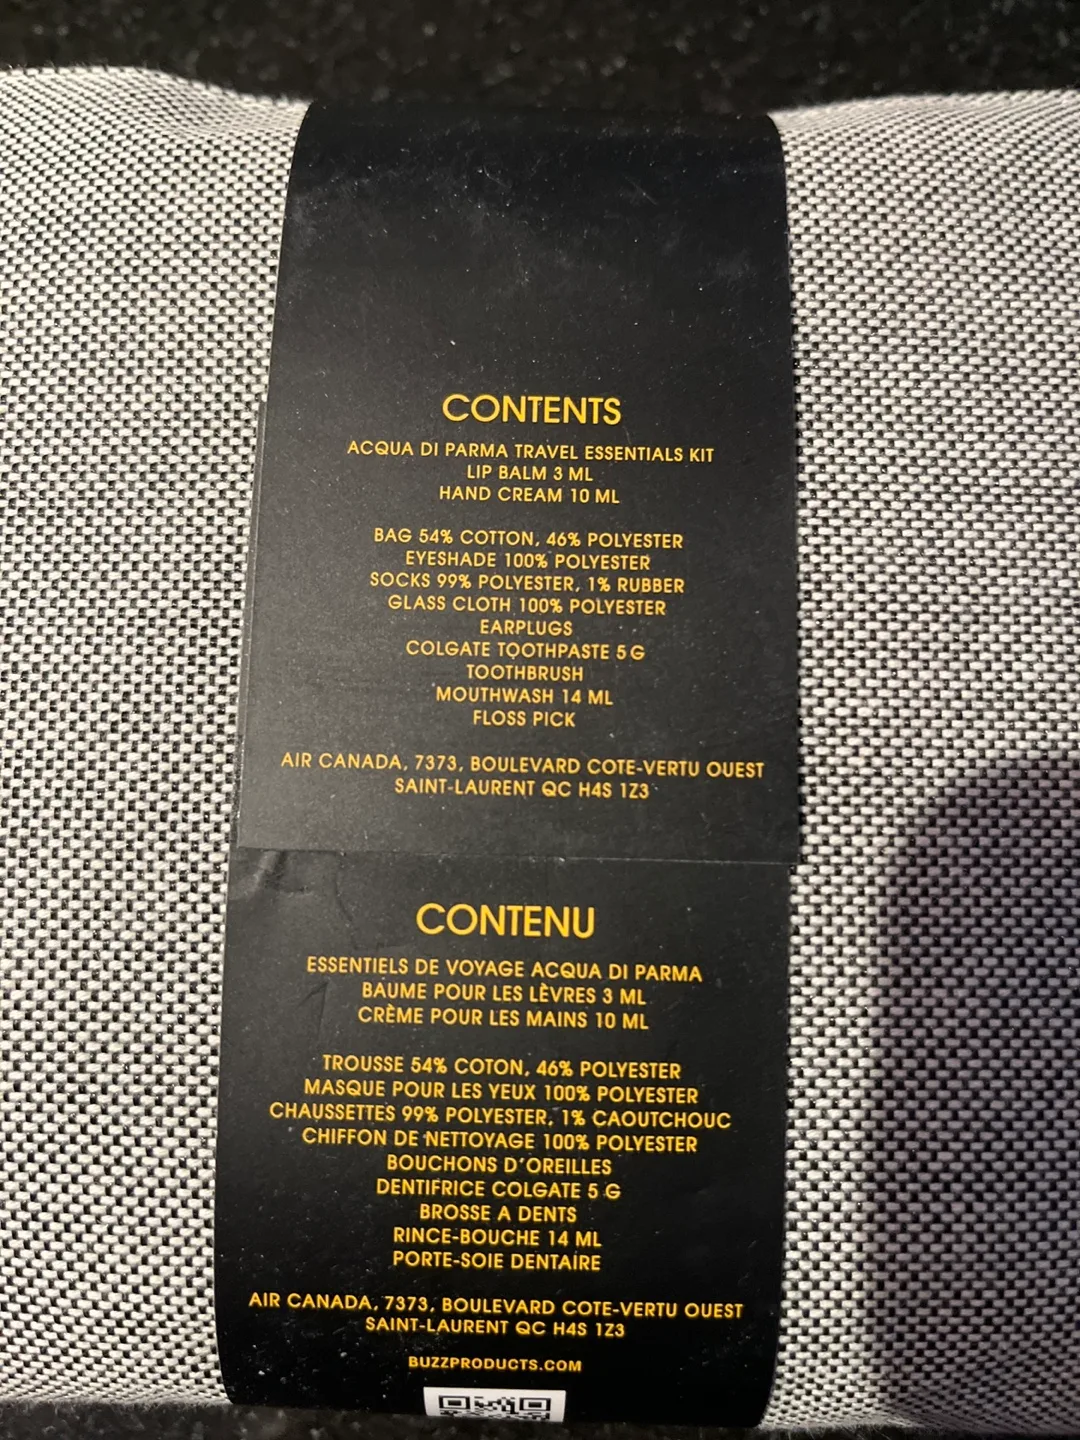 CONTENTS
ACQUA DI PARMA TRAVEL ESSENTIALS KIT
LIP BALM 3 ML
HAND CREAM 10 ML
BAG 54% COTTON, 46% POLYESTER
EYESHADE 100% POLYESTER
SOCKS 99% POLYESTER, 1% RUBBER
GLASS CLOTH 100% POLYESTER
EARPLUGS
COLGATE TOOTHPASTE 5 G
TOOTHBRUSH
MOUTHWASH 14 ML
FLOSS PICK
AIR CANADA, 7373, BOULEVARD COTE-VERTU OUEST
SAINT-LAURENT QC H4S 1Z3
CONTENU
ESSENTIELS DE VOYAGE ACQUA DI PARMA
BAUME POUR LES LÈVRES 3 ML
CRÈME POUR LES MAINS 10 ML
TROUSSE 54% COTON, 46% POLYESTER
MASQUE POUR LES YEUX 100% POLYESTER
CHAUSSETTES 99% POLYESTER, 1% CAOUTCHOUC
CHIFFON DE NETTOYAGE 100% POLYESTER
BOUCHONS D'OREILLES
DENTIFRICE COLGATE 5 G
BROSSE A DENTS
RINCE-BOUCHE 14 ML
PORTE-SOIE DENTAIRE
AIR CANADA, 7373, BOULEVARD COTE-VERTU OUEST
SAINT-LAURENT QC H4S 1Z3
BUZZPRODUCTS.COM